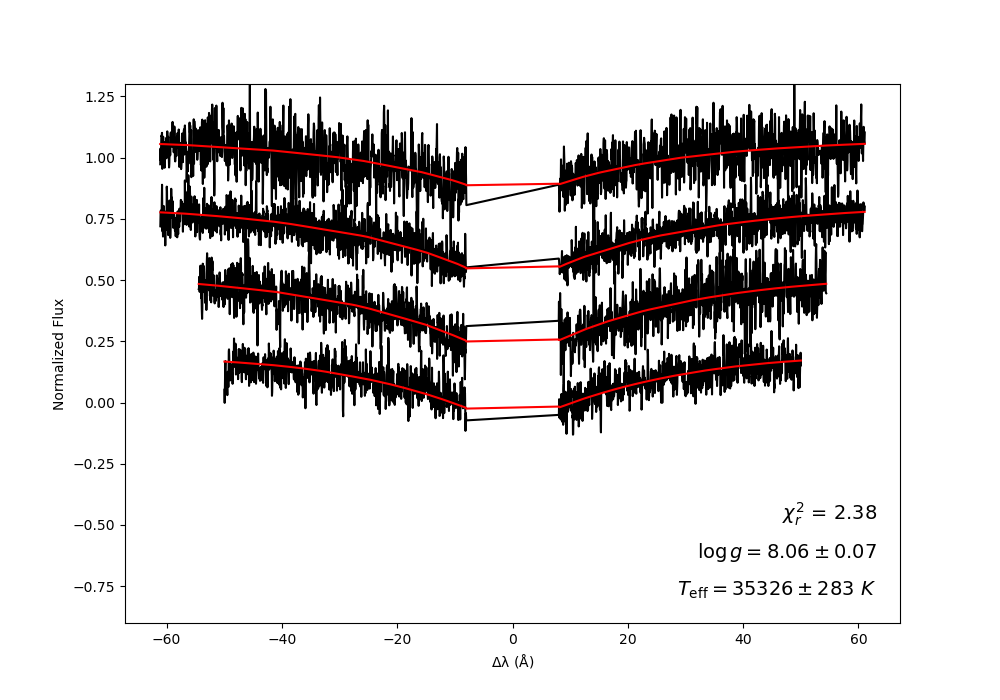 1.25
1.00
0.75
0.50
0.25
0.00
−0.25
−0.50
−0.75
Normalized Flux
χ²ᵣ = 2.38
log g = 8.06 ± 0.07
T_eff = 35326 ± 283 K
−60 −40 −20 0 20 40 60
Δλ (Å)